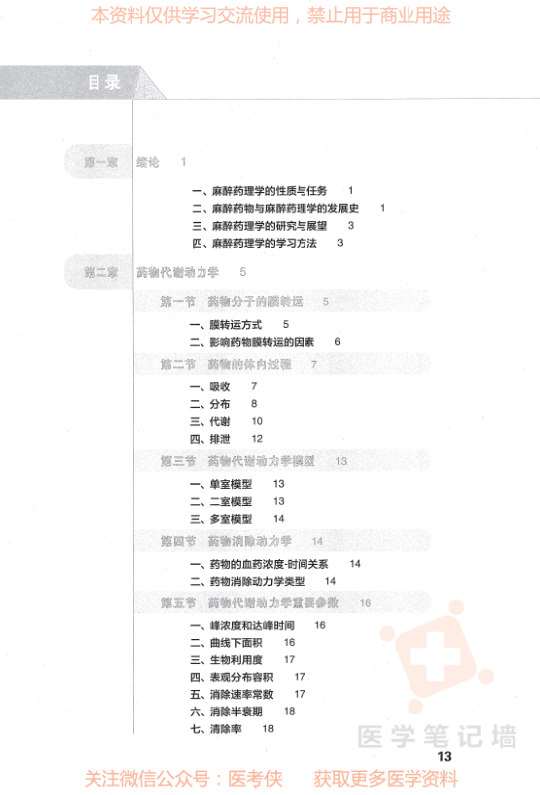 本资料仅供学习交流使用，禁止用于商业用途
目录
第一章 绪论 1
一、麻醉药理学的性质与任务 1
二、麻醉药物与麻醉药理学的发展史 1
三、麻醉药理学的研究与展望 3
四、麻醉药理学的学习方法 3
第二章 药物代谢动力学 5
第一节 药物分子的膜转运 5
一、膜转运方式 5
二、影响药物膜转运的因素 6
第二节 药物的体内过程 7
一、吸收 7
二、分布 8
三、代谢 10
四、排泄 12
第三节 药物代谢动力学模型 13
一、单室模型 13
二、二室模型 13
三、多室模型 14
第四节 药物消除动力学 14
一、药物的血药浓度-时间关系 14
二、药物消除动力学类型 14
第五节 药物代谢动力学重要参数 16
一、峰浓度和达峰时间 16
二、曲线下面积 16
三、生物利用度 17
四、表观分布容积 17
五、消除速率常数 17
六、消除半衰期 18
七、清除率 18
医学笔记墙
13
关注微信公众号：医考侠 获取更多医学资料